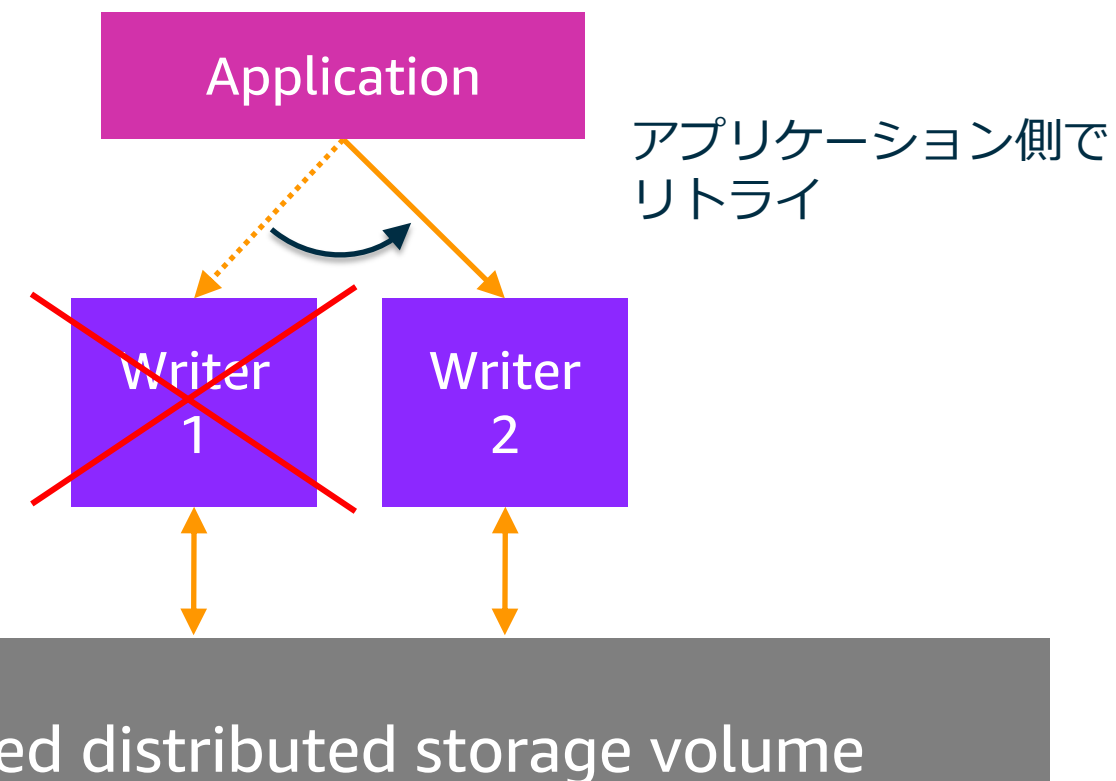 Application
アプリケーション側で
リトライ
Writer
1
Writer
2
ed distributed storage volume